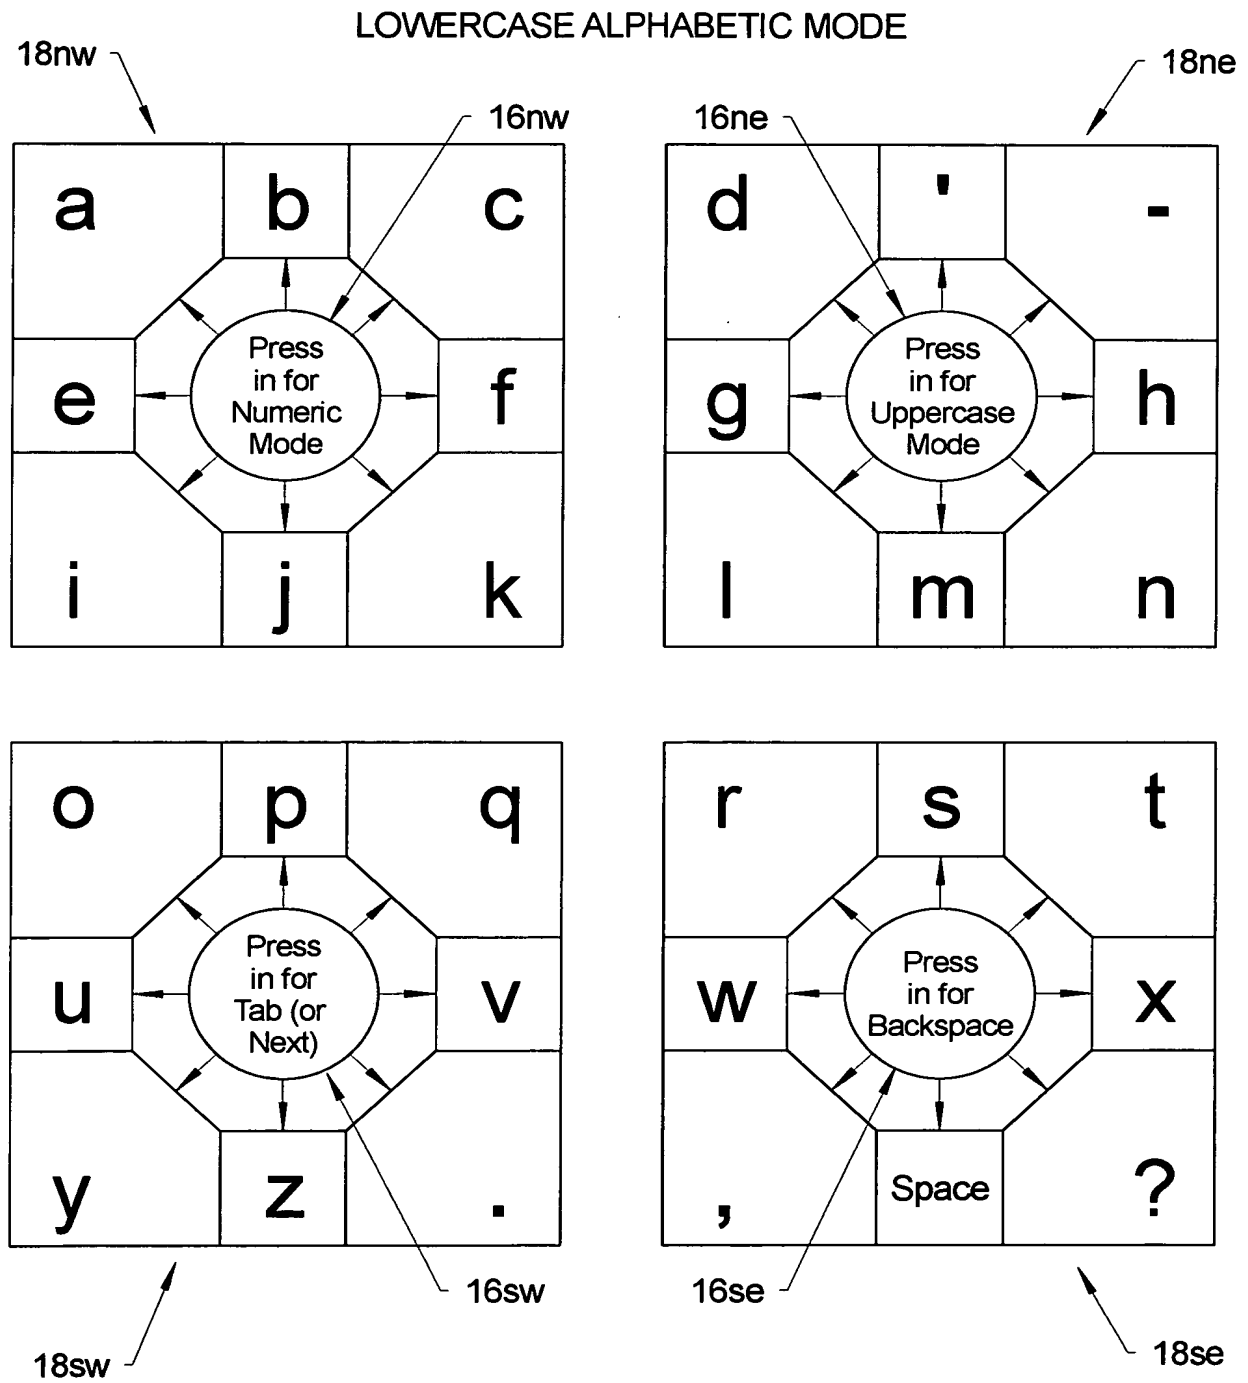 LOWERCASE ALPHABETIC MODE
18nw
18ne
16nw
16ne
a b c
Press
in for
Numeric
Mode
e f
i j k
d ' -
Press
in for
Uppercase
Mode
g h
l m n
o p q
Press
in for
Tab (or
Next)
u v
y z .
r s t
Press
in for
Backspace
w x
, Space ?
16sw
16se
18sw
18se